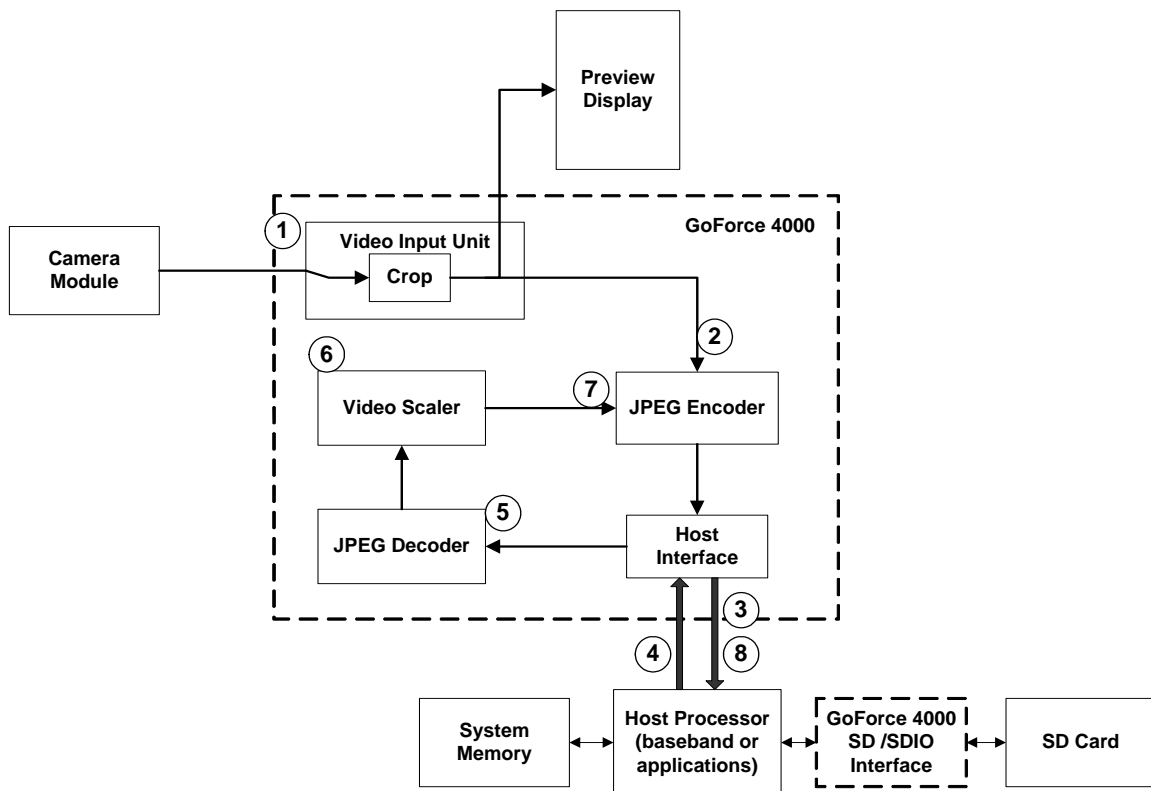 Preview
Display
GoForce 4000
1
Video Input Unit
Camera
Module
Crop
2
6
7
Video Scaler
JPEG Encoder
5
JPEG Decoder
Host
Interface
3
4
8
System
Memory
Host Processor
(baseband or
applications)
GoForce 4000
SD /SDIO
Interface
SD Card